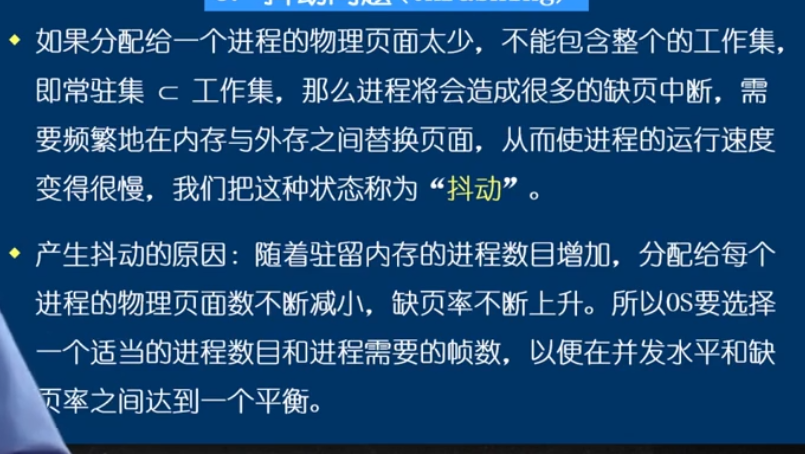 如果分配给一个进程的物理页面太少，不能包含整个的工作集，
即常驻集 ⊂ 工作集，那么进程将会造成很多的缺页中断，需
要频繁地在内存与外存之间替换页面，从而使进程的运行速度
变得很慢，我们把这种状态称为“抖动”。
产生抖动的原因：随着驻留内存的进程数目增加，分配给每个
进程的物理页面数不断减小，缺页率不断上升。所以OS要选择
一个适当的进程数目和进程需要的帧数，以便在并发水平和缺
页率之间达到一个平衡。